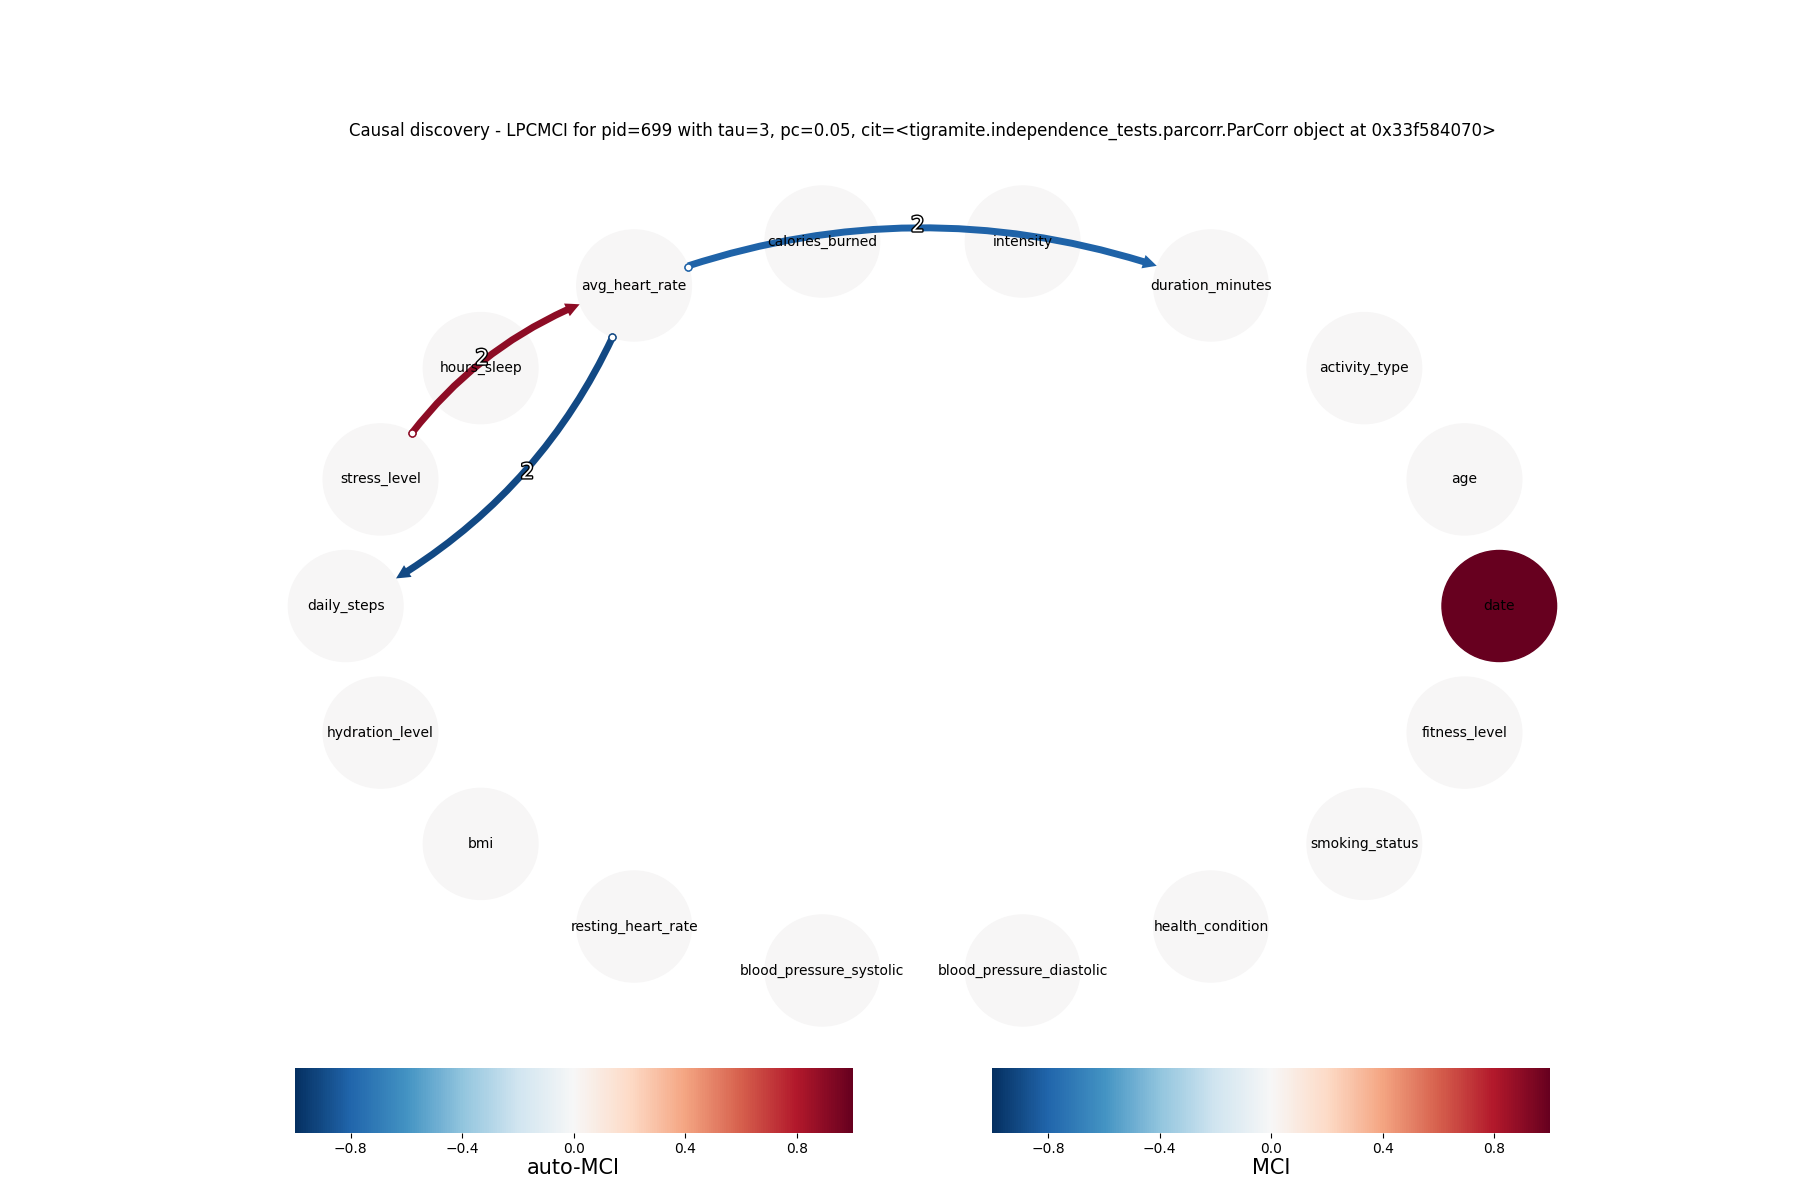 Causal discovery - LPCMCI for pid=699 with tau=3, pc=0.05, cit=<tigramite.independence_tests.parcorr.ParCorr object at 0x33f584070>
2
calories_burned
intensity
avg_heart_rate
duration_minutes
2
hours_sleep
activity_type
2
stress_level
age
daily_steps
date
hydration_level
fitness_level
bmi
smoking_status
resting_heart_rate
health_condition
blood_pressure_systolic
blood_pressure_diastolic
−0.8 −0.4 0.0 0.4 0.8
auto-MCI
−0.8 −0.4 0.0 0.4 0.8
MCI